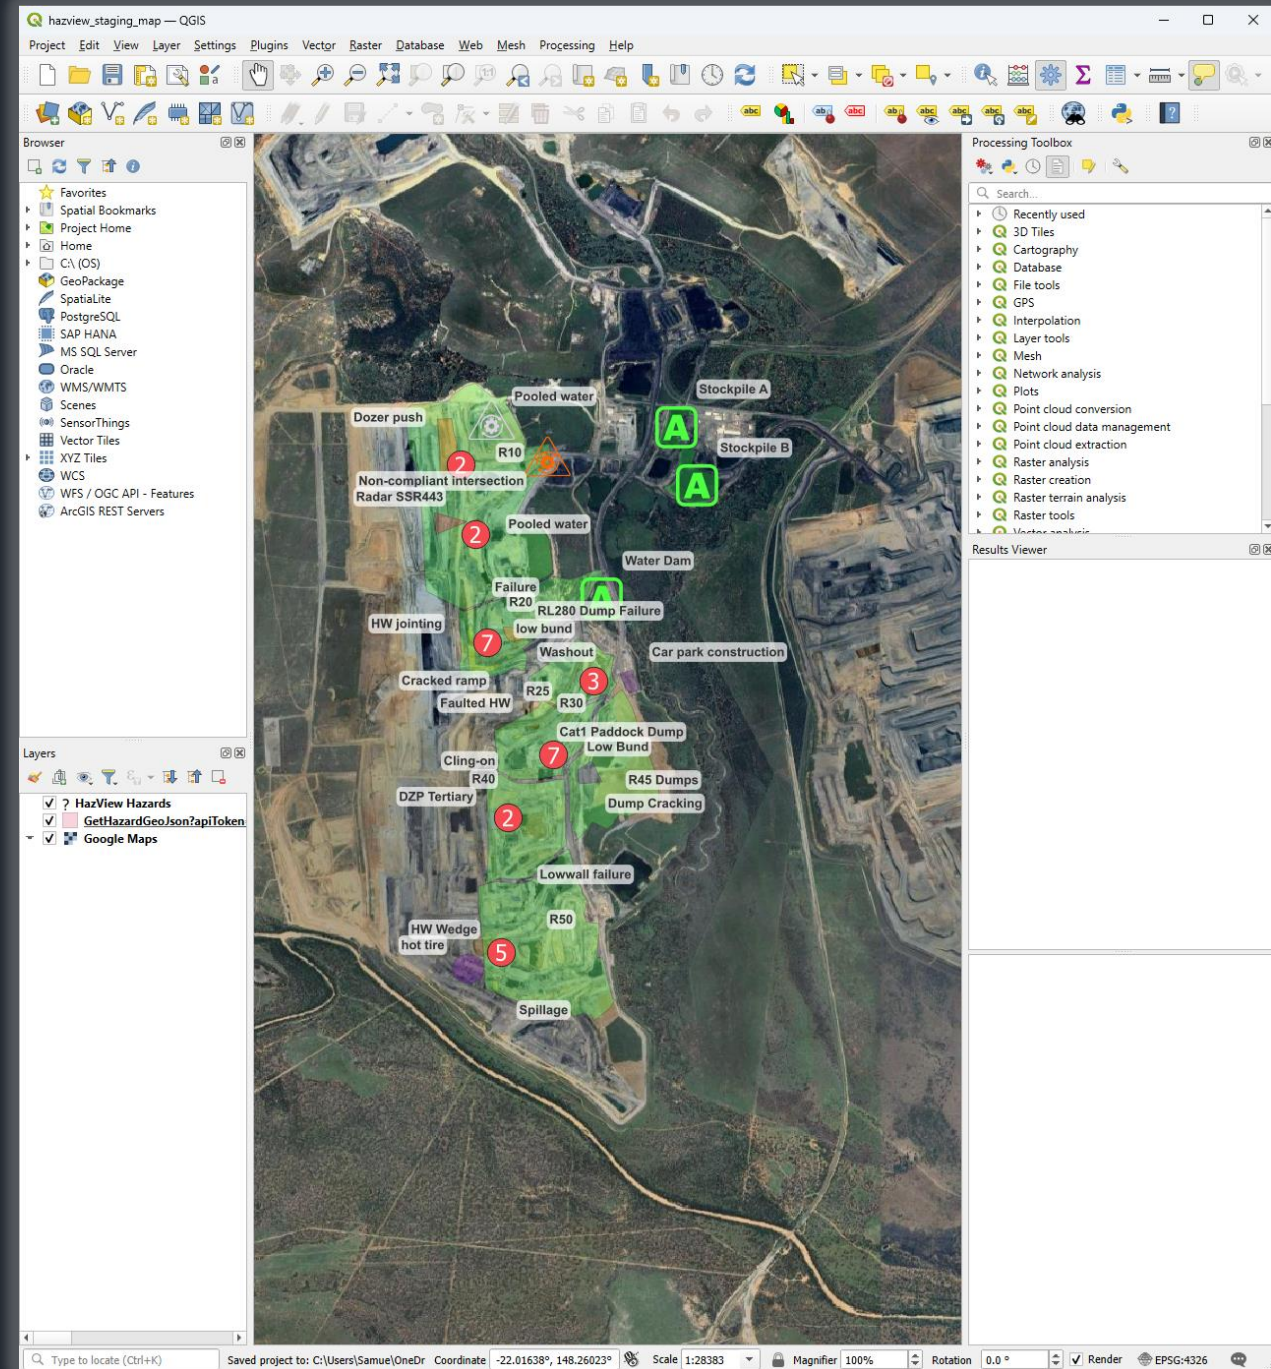 hazview_staging_map — QGIS
Project Edit View Layer Settings Plugins Vector Raster Database Web Mesh Processing Help
Browser
Favorites
Spatial Bookmarks
Project Home
Home
C:\ (OS)
GeoPackage
SpatiaLite
PostgreSQL
SAP HANA
MS SQL Server
Oracle
WMS/WMTS
Scenes
SensorThings
Vector Tiles
XYZ Tiles
WCS
WFS / OGC API - Features
ArcGIS REST Servers
Layers
? HazView Hazards
GetHazardGeoJson?apiToken
Google Maps
Stockpile A
Pooled water
Dozer push
A
R10
Stockpile B
2
Non-compliant intersection
A
Radar SSR443
Pooled water
2
Water Dam
Failure
A
R20
RL280 Dump Failure
HW jointing
low bund
7
Washout
Car park construction
Cracked ramp
3
R25
Faulted HW
R30
Cat1 Paddock Dump
Low Bund
7
Cling-on
R40
R45 Dumps
DZP Tertiary
Dump Cracking
2
Lowwall failure
R50
HW Wedge
hot tire
5
Spillage
Processing Toolbox
Search...
Recently used
3D Tiles
Cartography
Database
File tools
GPS
Interpolation
Layer tools
Mesh
Network analysis
Plots
Point cloud conversion
Point cloud data management
Point cloud extraction
Raster analysis
Raster creation
Raster terrain analysis
Raster tools
Vector analysis
Results Viewer
Type to locate (Ctrl+K) Saved project to: C:\Users\Samue\OneDr Coordinate -22.01638°, 148.26023° Scale 1:28383 Magnifier 100% Rotation 0.0 ° Render EPSG:4326